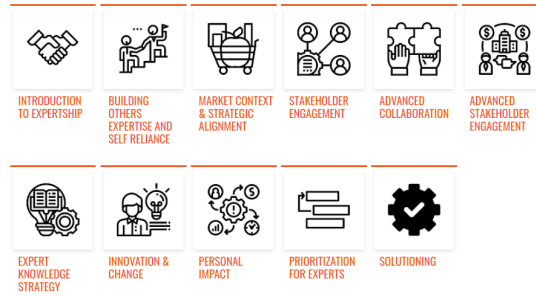 INTRODUCTION
TO EXPERTSHIP
BUILDING
OTHERS
EXPERTISE AND
SELF RELIANCE
MARKET CONTEXT
& STRATEGIC
ALIGNMENT
STAKEHOLDER
ENGAGEMENT
ADVANCED
COLLABORATION
ADVANCED
STAKEHOLDER
ENGAGEMENT
EXPERT
KNOWLEDGE
STRATEGY
INNOVATION &
CHANGE
PERSONAL
IMPACT
PRIORITIZATION
FOR EXPERTS
SOLUTIONING